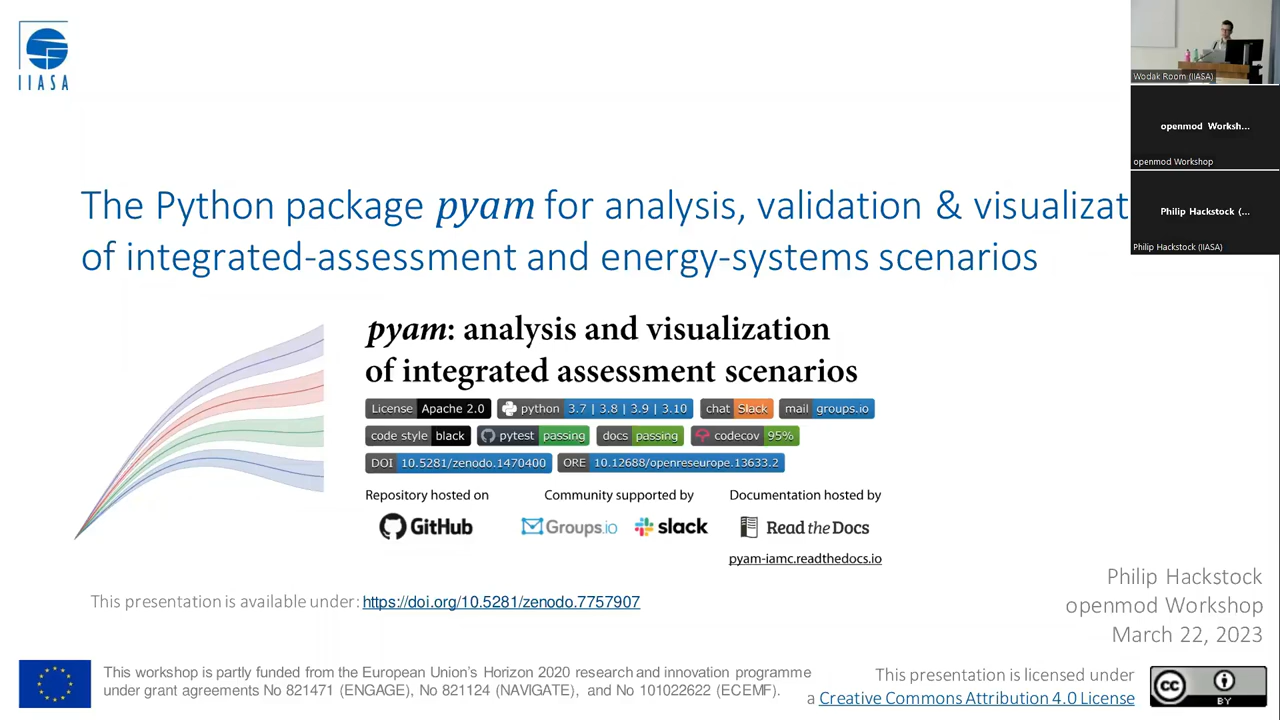 IIASA
Wodak Room (IIASA)
openmod Worksh...
openmod Workshop
Philip Hackstock (...
Philip Hackstock (IIASA)
The Python package pyam for analysis, validation & visualizat
of integrated-assessment and energy-systems scenarios
pyam: analysis and visualization
of integrated assessment scenarios
License Apache 2.0 python 3.7 | 3.8 | 3.9 | 3.10 chat Slack mail groups.io
code style black pytest passing docs passing codecov 95%
DOI 10.5281/zenodo.1470400 ORE 10.12688/openreseurope.13633.2
Repository hosted on Community supported by Documentation hosted by
GitHub Groups.io slack Read the Docs
pyam-iamc.readthedocs.io
This presentation is available under: https://doi.org/10.5281/zenodo.7757907
Philip Hackstock
openmod Workshop
March 22, 2023
This workshop is partly funded from the European Union's Horizon 2020 research and innovation programme
under grant agreements No 821471 (ENGAGE), No 821124 (NAVIGATE), and No 101022622 (ECEMF).
This presentation is licensed under
a Creative Commons Attribution 4.0 License
cc BY